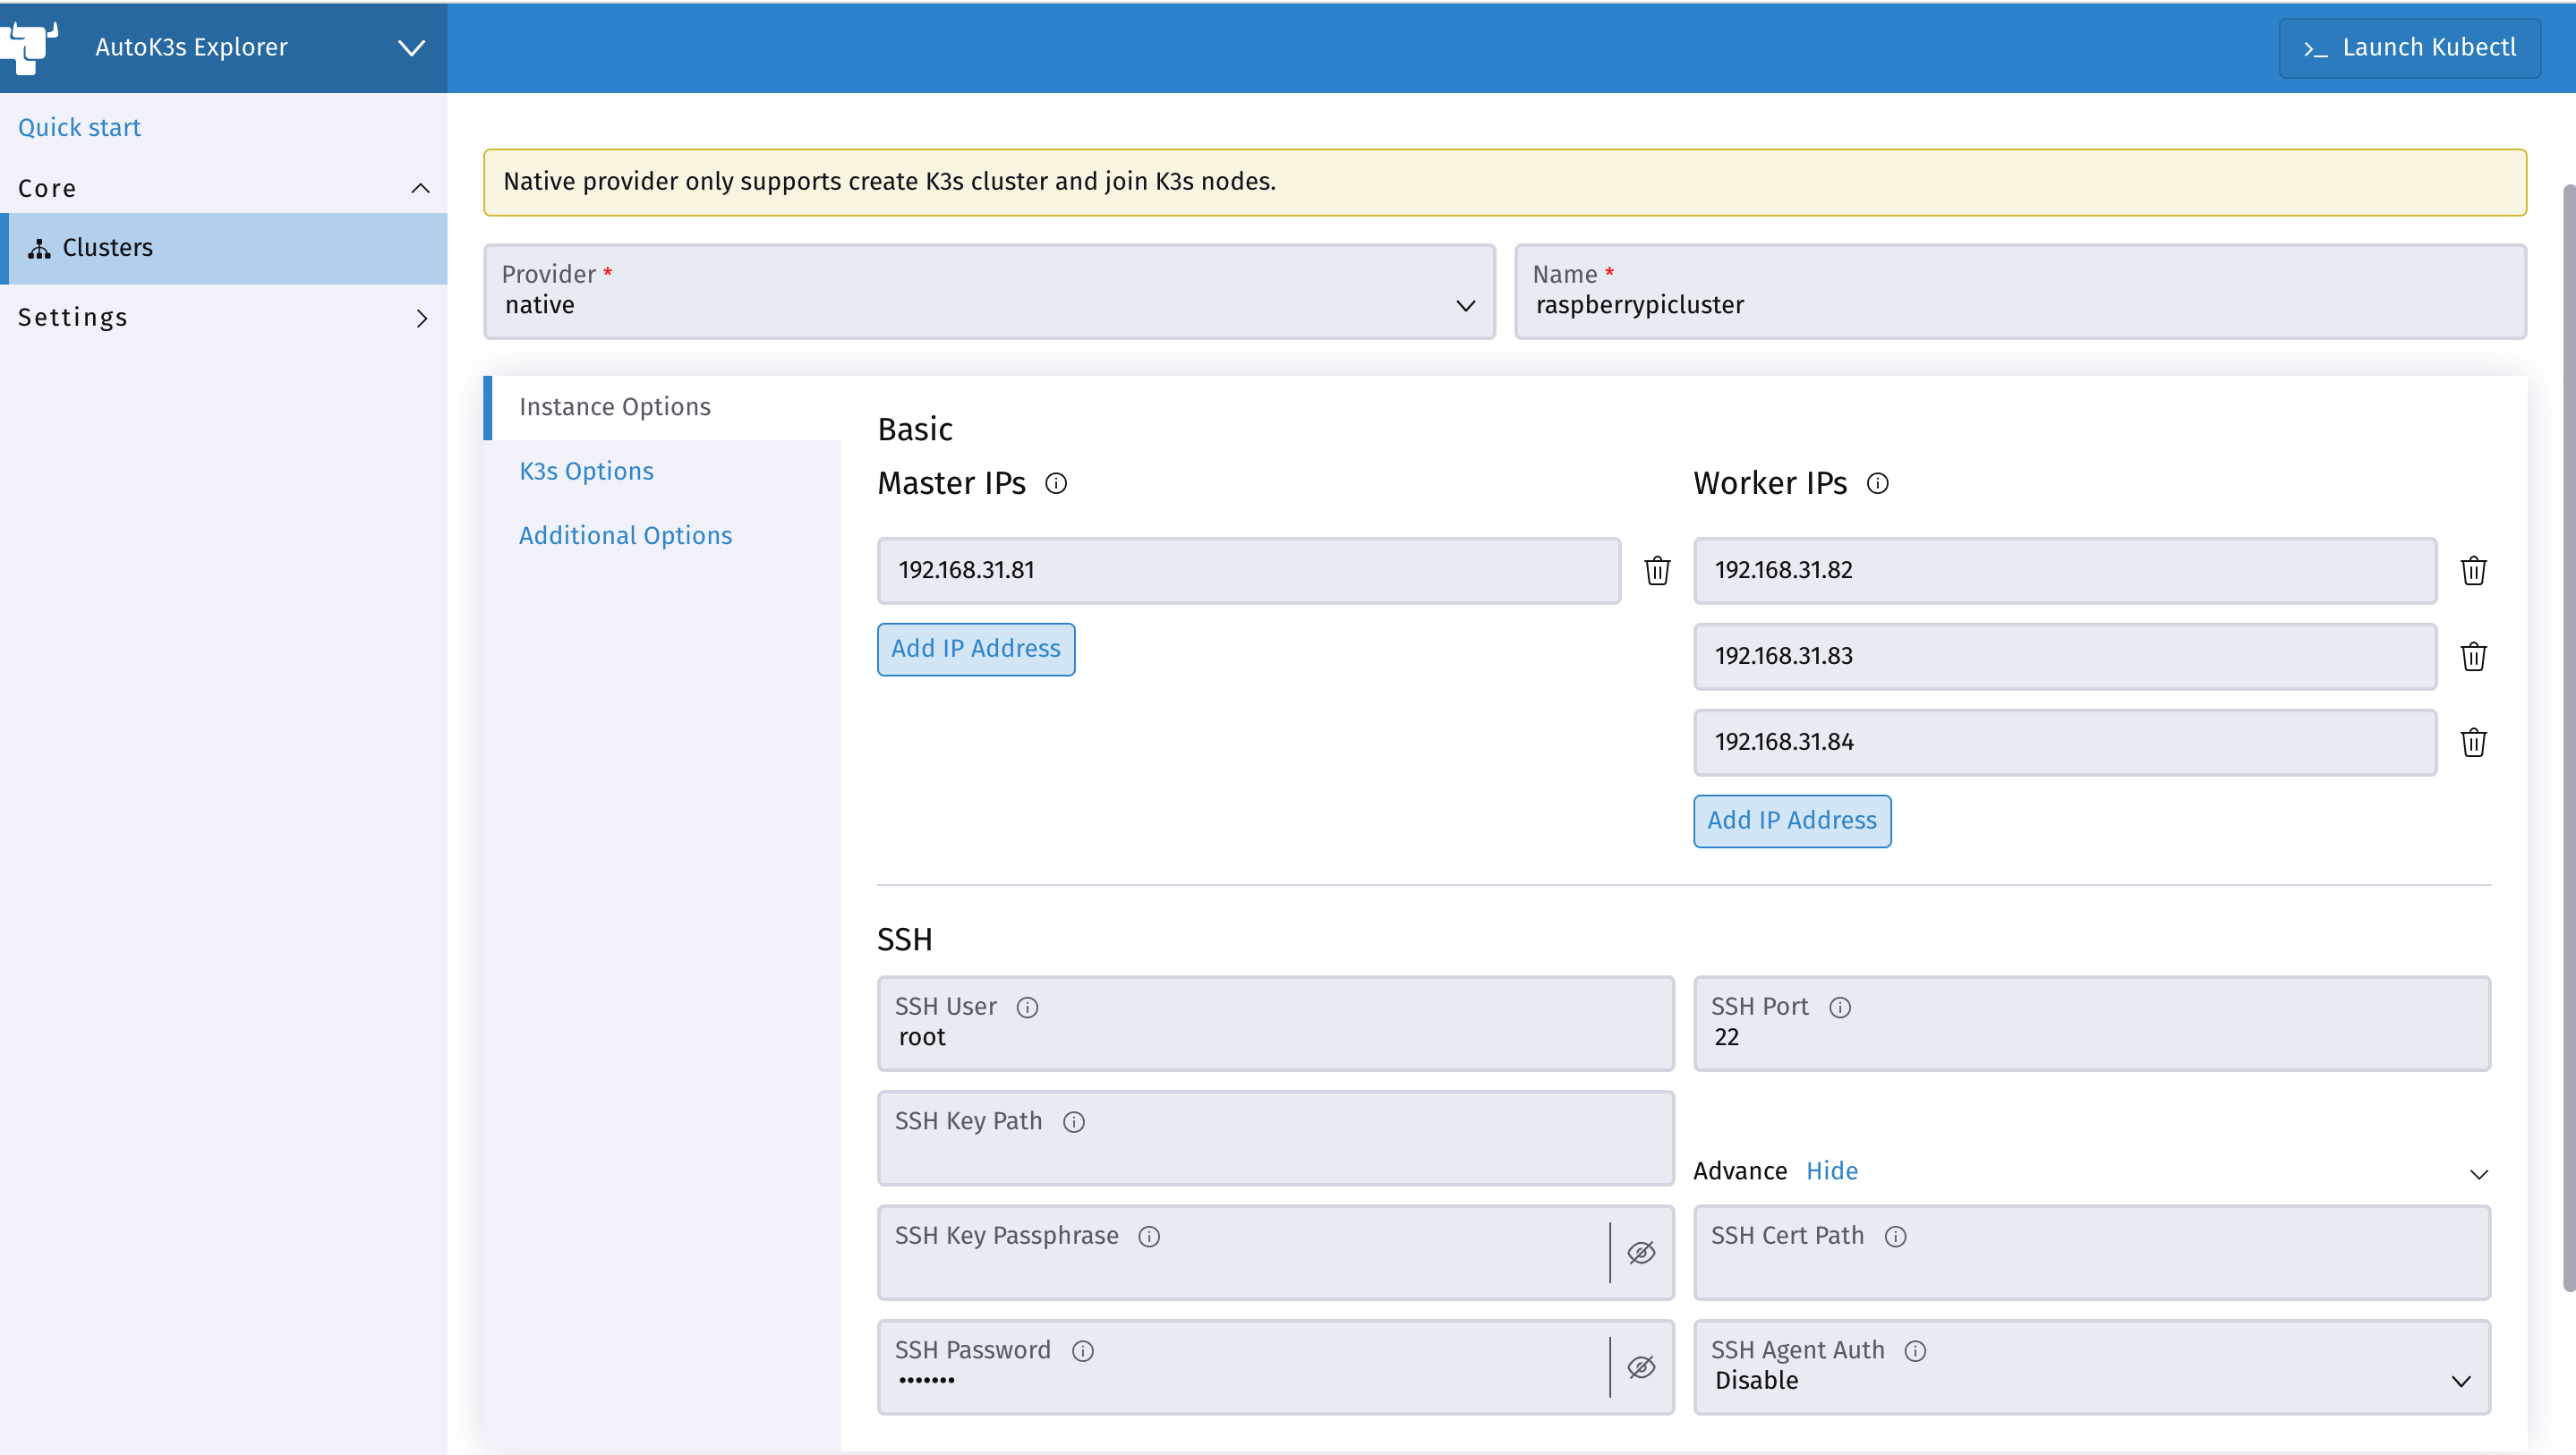 AutoK3s Explorer
>_ Launch Kubectl
Quick start
Core
Clusters
Settings
Native provider only supports create K3s cluster and join K3s nodes.
Provider *
native
Name *
raspberrypicluster
Instance Options
K3s Options
Additional Options
Basic
Master IPs
192.168.31.81
Add IP Address
Worker IPs
192.168.31.82
192.168.31.83
192.168.31.84
Add IP Address
SSH
SSH User
root
SSH Port
22
SSH Key Path
Advance Hide
SSH Key Passphrase
SSH Cert Path
SSH Password
•••••••
SSH Agent Auth
Disable